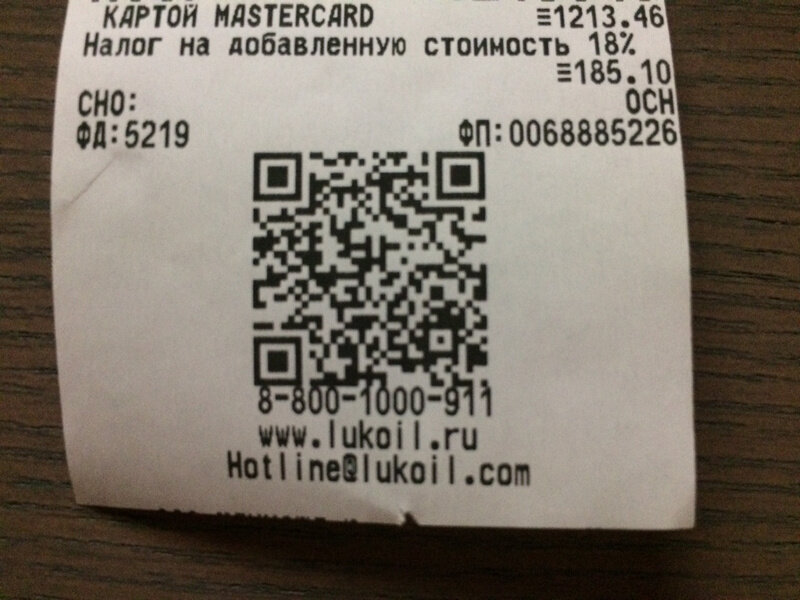 КАРТОЙ MASTERCARD ≡1213.46
Налог на добавленную стоимость 18%
≡185.10
СНО: ОСН
ФД:5219 ФП:0068885226
8-800-1000-911
www.lukoil.ru
Hotline@lukoil.com